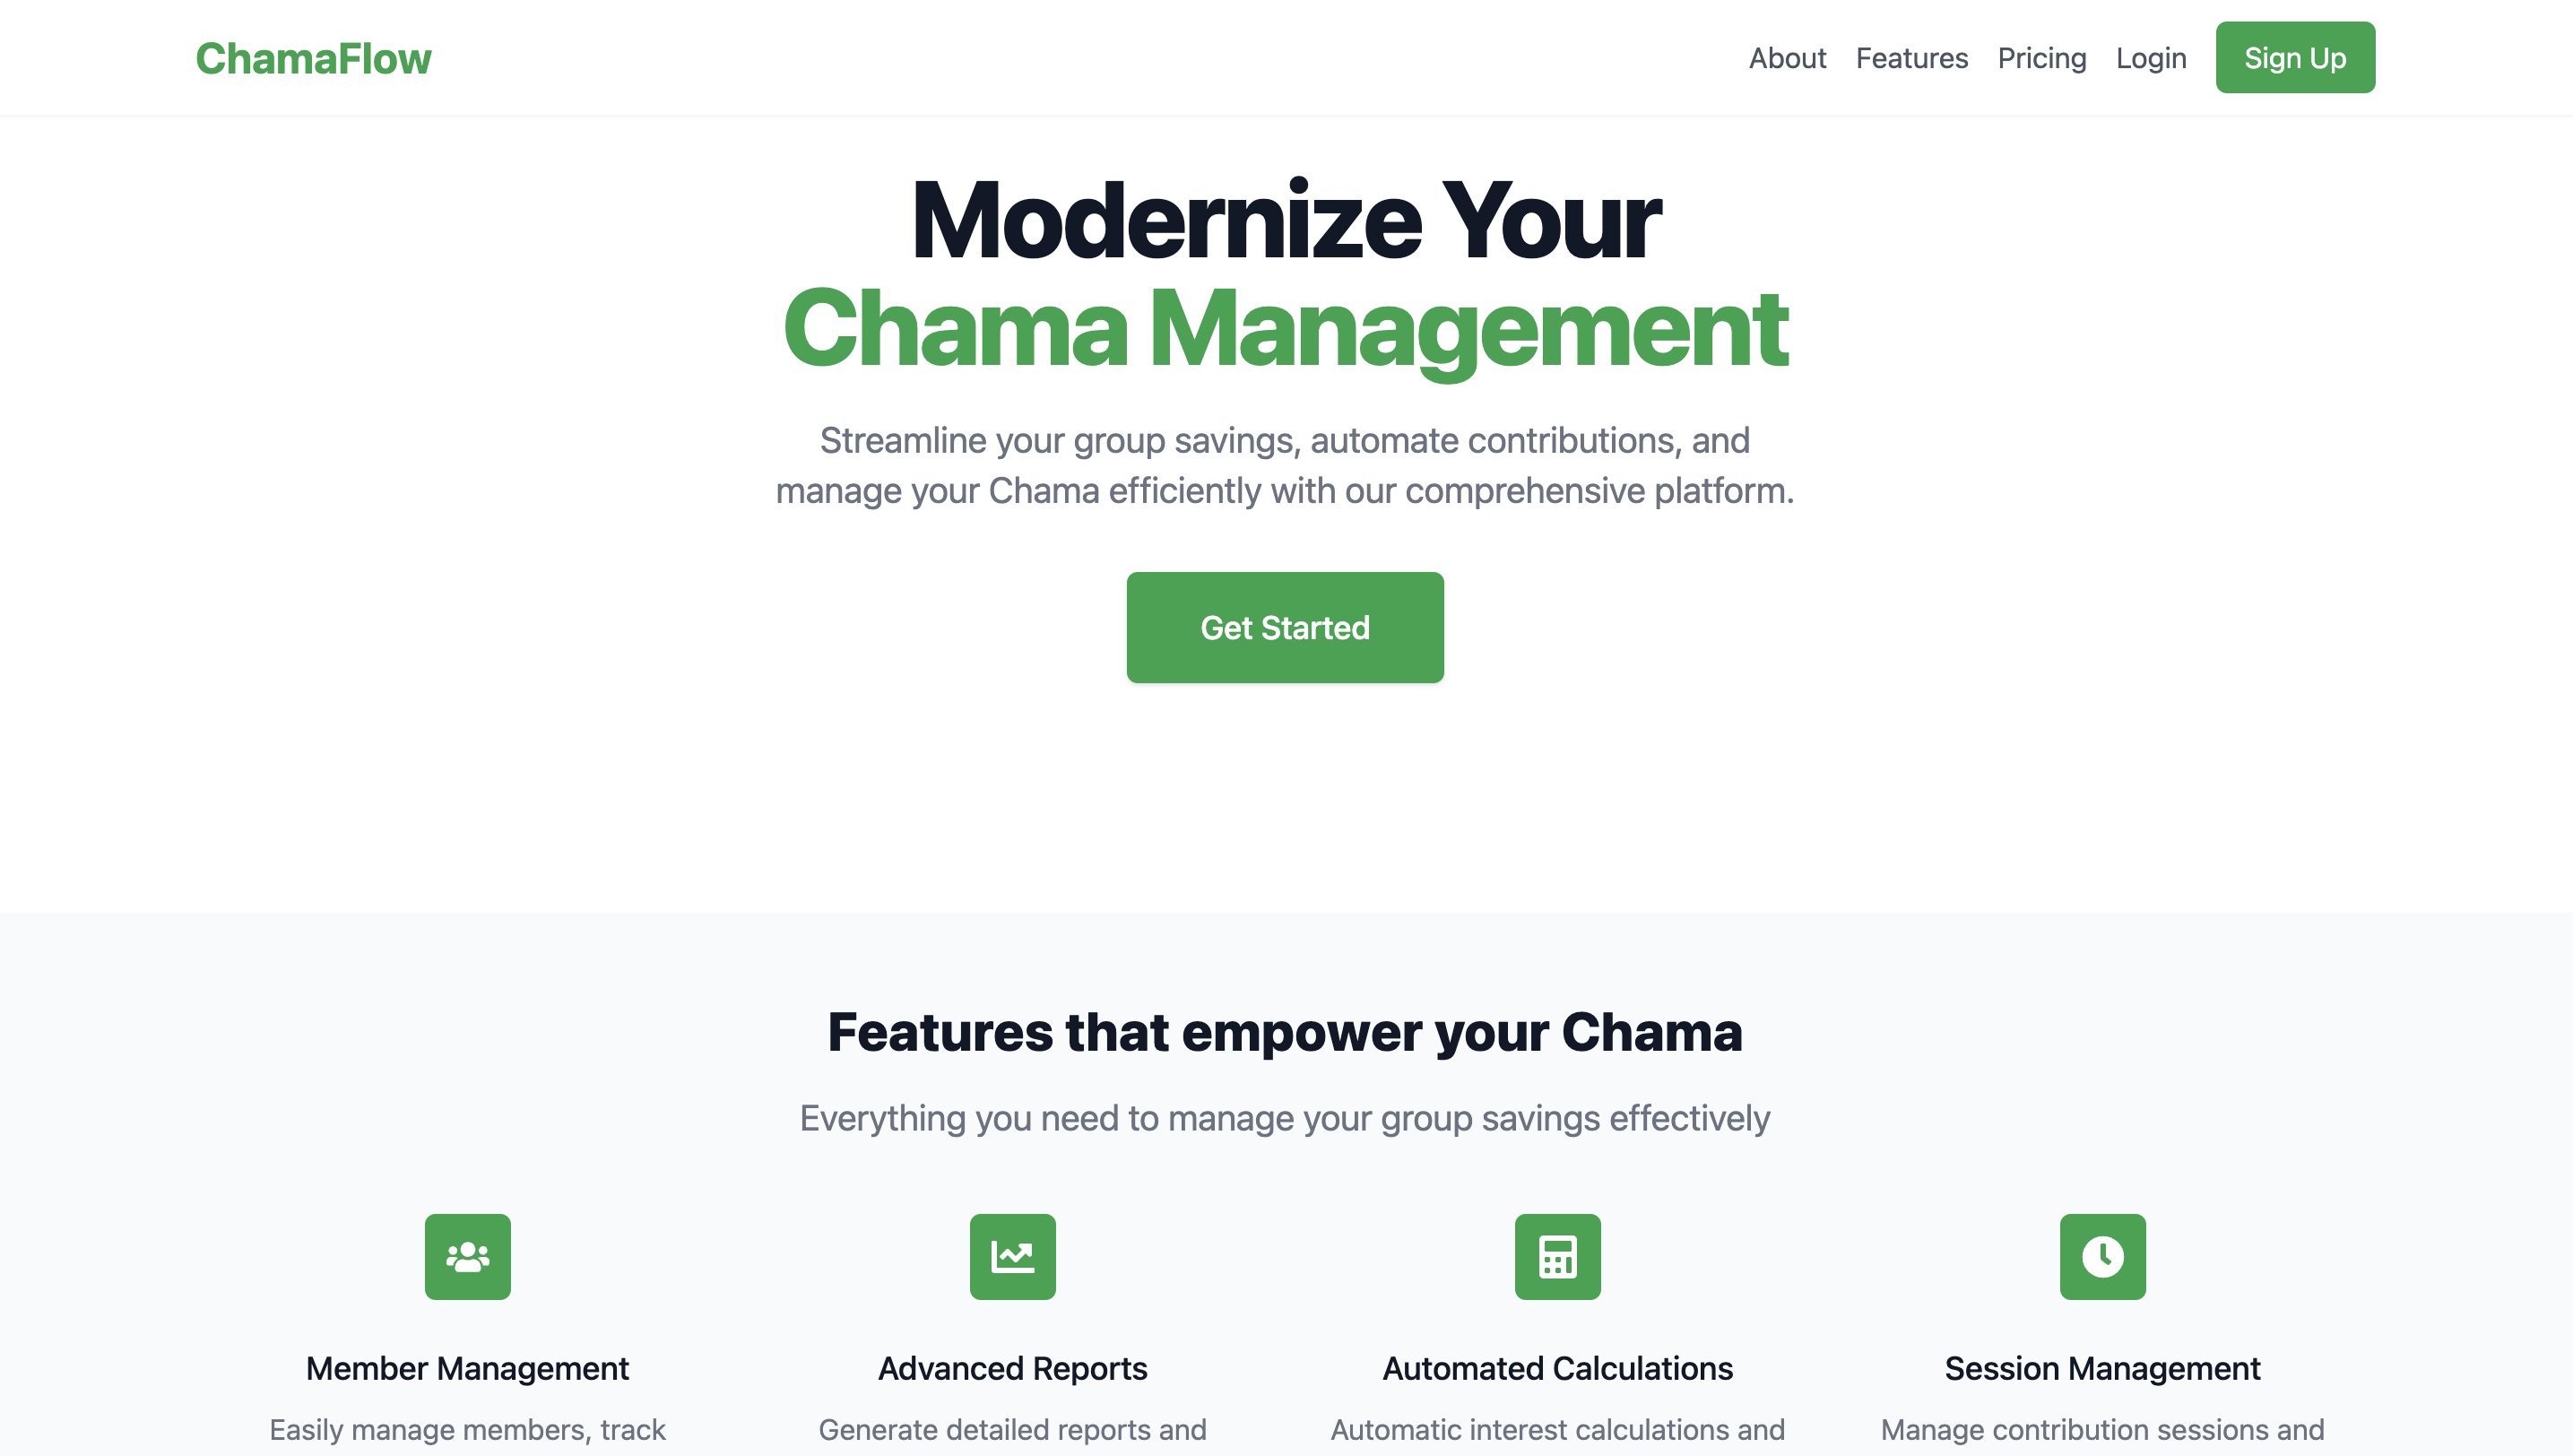 ChamaFlow
About Features Pricing Login Sign Up
Modernize Your
Chama Management
Streamline your group savings, automate contributions, and
manage your Chama efficiently with our comprehensive platform.
Get Started
Features that empower your Chama
Everything you need to manage your group savings effectively
Member Management
Advanced Reports
Automated Calculations
Session Management
Easily manage members, track
Generate detailed reports and
Automatic interest calculations and
Manage contribution sessions and